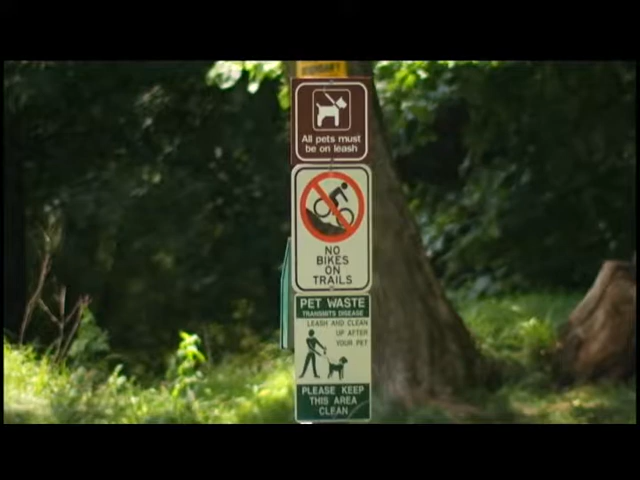 All pets must
be on leash
NO
BIKES
ON
TRAILS
PET WASTE
TRANSMITS DISEASE
LEASH AND CLEAN
UP AFTER
YOUR PET
PLEASE KEEP
THIS AREA
CLEAN